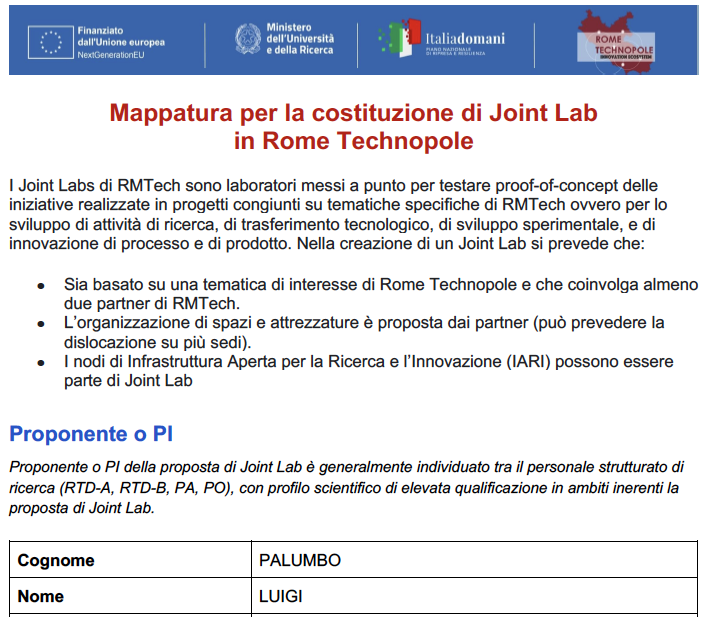 Finanziato
dall'Unione europea
NextGenerationEU
Ministero
dell'Università
e della Ricerca
Italiadomani
PIANO NAZIONALE
DI RIPRESA E RESILIENZA
ROME
TECHNOPOLE
INNOVATION ECOSYSTEM
Mappatura per la costituzione di Joint Lab
in Rome Technopole
I Joint Labs di RMTech sono laboratori messi a punto per testare proof-of-concept delle
iniziative realizzate in progetti congiunti su tematiche specifiche di RMTech ovvero per lo
sviluppo di attività di ricerca, di trasferimento tecnologico, di sviluppo sperimentale, e di
innovazione di processo e di prodotto. Nella creazione di un Joint Lab si prevede che:
• Sia basato su una tematica di interesse di Rome Technopole e che coinvolga almeno
due partner di RMTech.
• L'organizzazione di spazi e attrezzature è proposta dai partner (può prevedere la
dislocazione su più sedi).
• I nodi di Infrastruttura Aperta per la Ricerca e l'Innovazione (IARI) possono essere
parte di Joint Lab
Proponente o PI
Proponente o PI della proposta di Joint Lab è generalmente individuato tra il personale strutturato di
ricerca (RTD-A, RTD-B, PA, PO), con profilo scientifico di elevata qualificazione in ambiti inerenti la
proposta di Joint Lab.
Cognome PALUMBO
Nome LUIGI